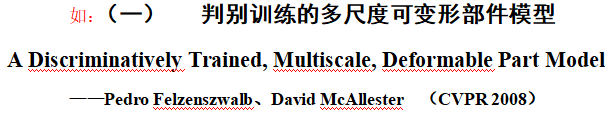 如:(一) 判别训练的多尺度可变形部件模型
A Discriminatively Trained, Multiscale, Deformable Part Model
——Pedro Felzenszwalb、David McAllester （CVPR 2008）